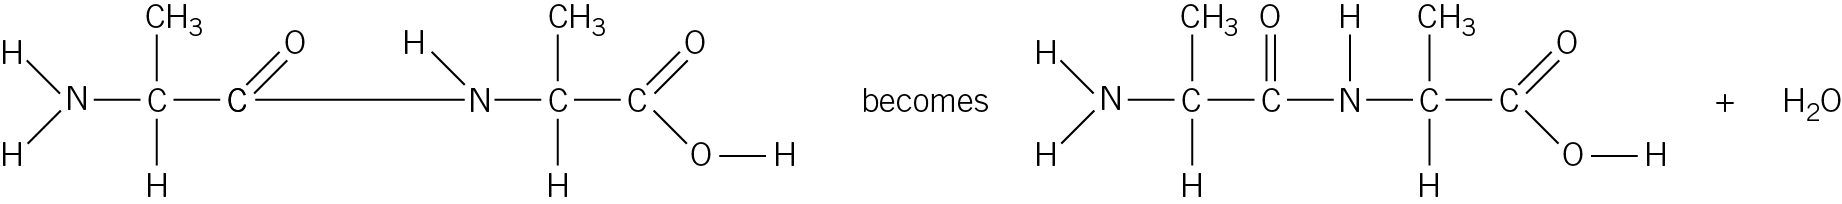 CH₃ CH₃ CH₃ O H CH₃
H O H O H O
N C C N C C becomes N C C N C C + H₂O
H O H H O H
H H H H